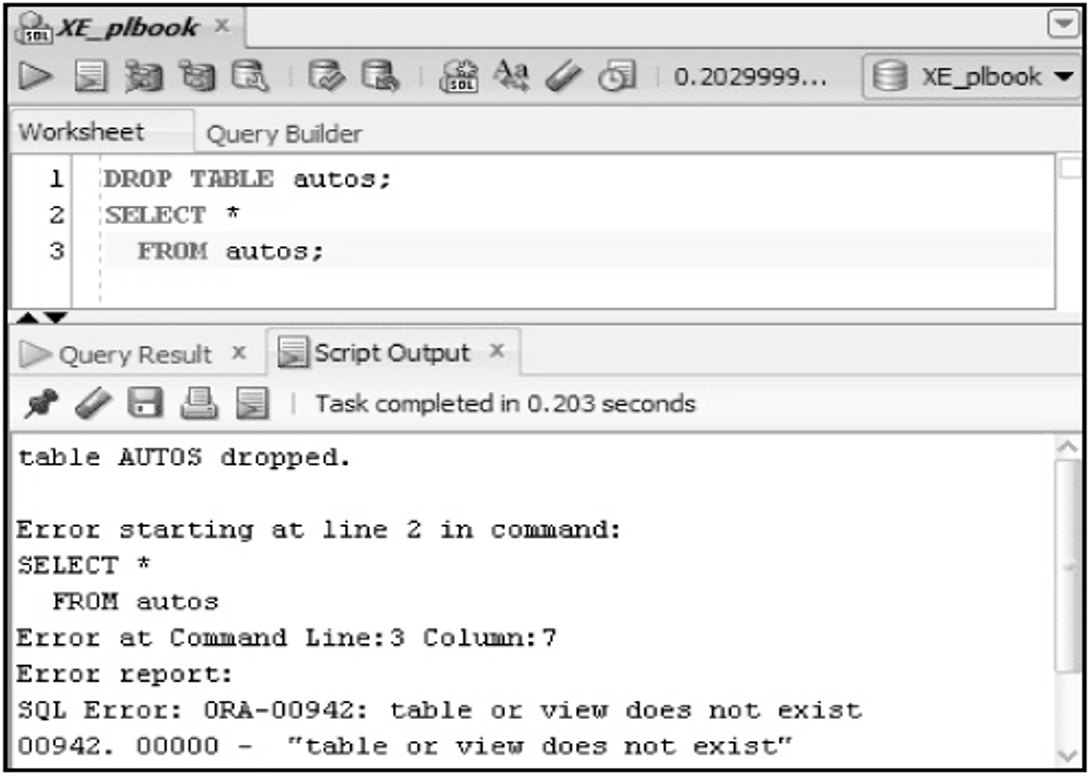 XE_plbook
0.2029999... XE_plbook
Worksheet Query Builder
1 DROP TABLE autos;
2 SELECT *
3 FROM autos;
Query Result Script Output
Task completed in 0.203 seconds
table AUTOS dropped.
Error starting at line 2 in command:
SELECT *
FROM autos
Error at Command Line:3 Column:7
Error report:
SQL Error: ORA-00942: table or view does not exist
00942. 00000 - "table or view does not exist"